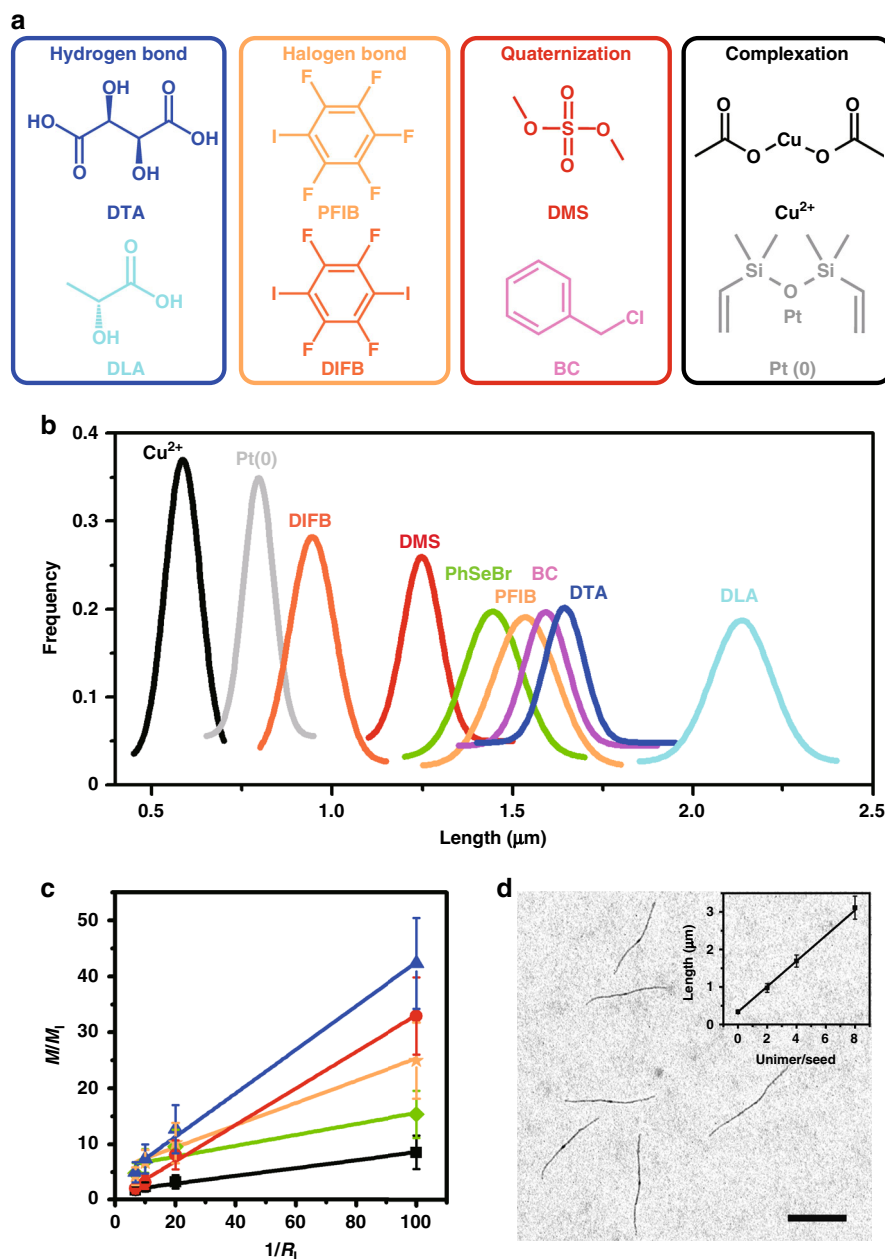 a
Hydrogen bond
OH
O
HO
OH
O
OH
DTA
O
OH
OH
DLA
Halogen bond
F
F
I
F
F
F
PFIB
F
F
I
I
F
F
DIFB
Quaternization
O
O
S
O
O
DMS
Cl
BC
Complexation
O
O
O
Cu
O
Cu²⁺
Si
Si
O
Pt
Pt (0)
b
0.4
0.3
0.2
0.1
0
Frequency
Cu²⁺
Pt(0)
DIFB
DMS
PhSeBr
PFIB
BC
DTA
DLA
0.5
1.0
1.5
2.0
2.5
Length (μm)
c
50
40
30
20
10
0
M/Mᵢ
0
20
40
60
80
100
1/Rᵢ
d
3
2
1
0
Length (μm)
0
2
4
6
8
Unimer/seed